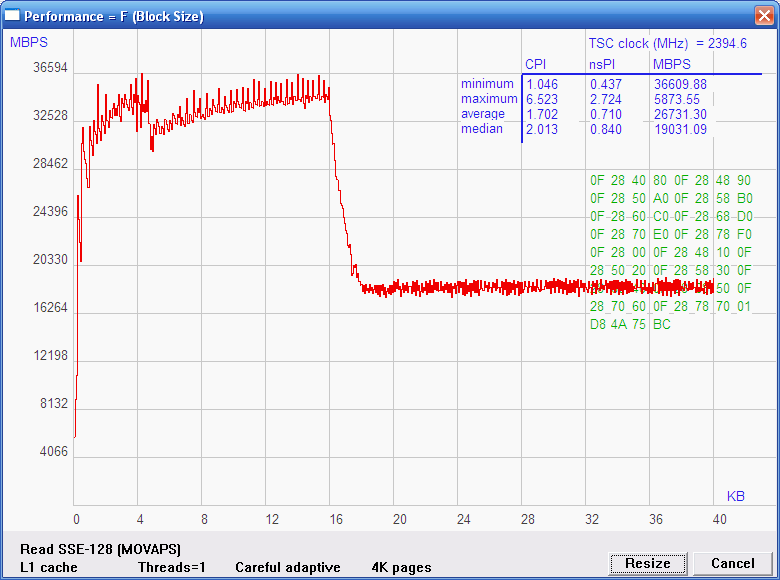 Performance = F (Block Size)
MBPS
TSC clock (MHz) = 2394.6
CPI nsPI MBPS
minimum 1.046 0.437 36609.88
maximum 6.523 2.724 5873.55
average 1.702 0.710 26731.30
median 2.013 0.840 19031.09
36594
32528
28462
24396
20330
16264
12198
8132
4066
0F 28 40 80 0F 28 48 90
0F 28 50 A0 0F 28 58 B0
0F 28 60 C0 0F 28 68 D0
0F 28 70 E0 0F 28 78 F0
0F 28 00 0F 28 48 10 0F
28 50 20 0F 28 58 30 0F
50 0F
28 70 60 0F 28 78 70 01
D8 4A 75 BC
KB
0 4 8 12 16 20 24 28 32 36 40
Read SSE-128 (MOVAPS)
L1 cache Threads=1 Careful adaptive 4K pages
Resize Cancel